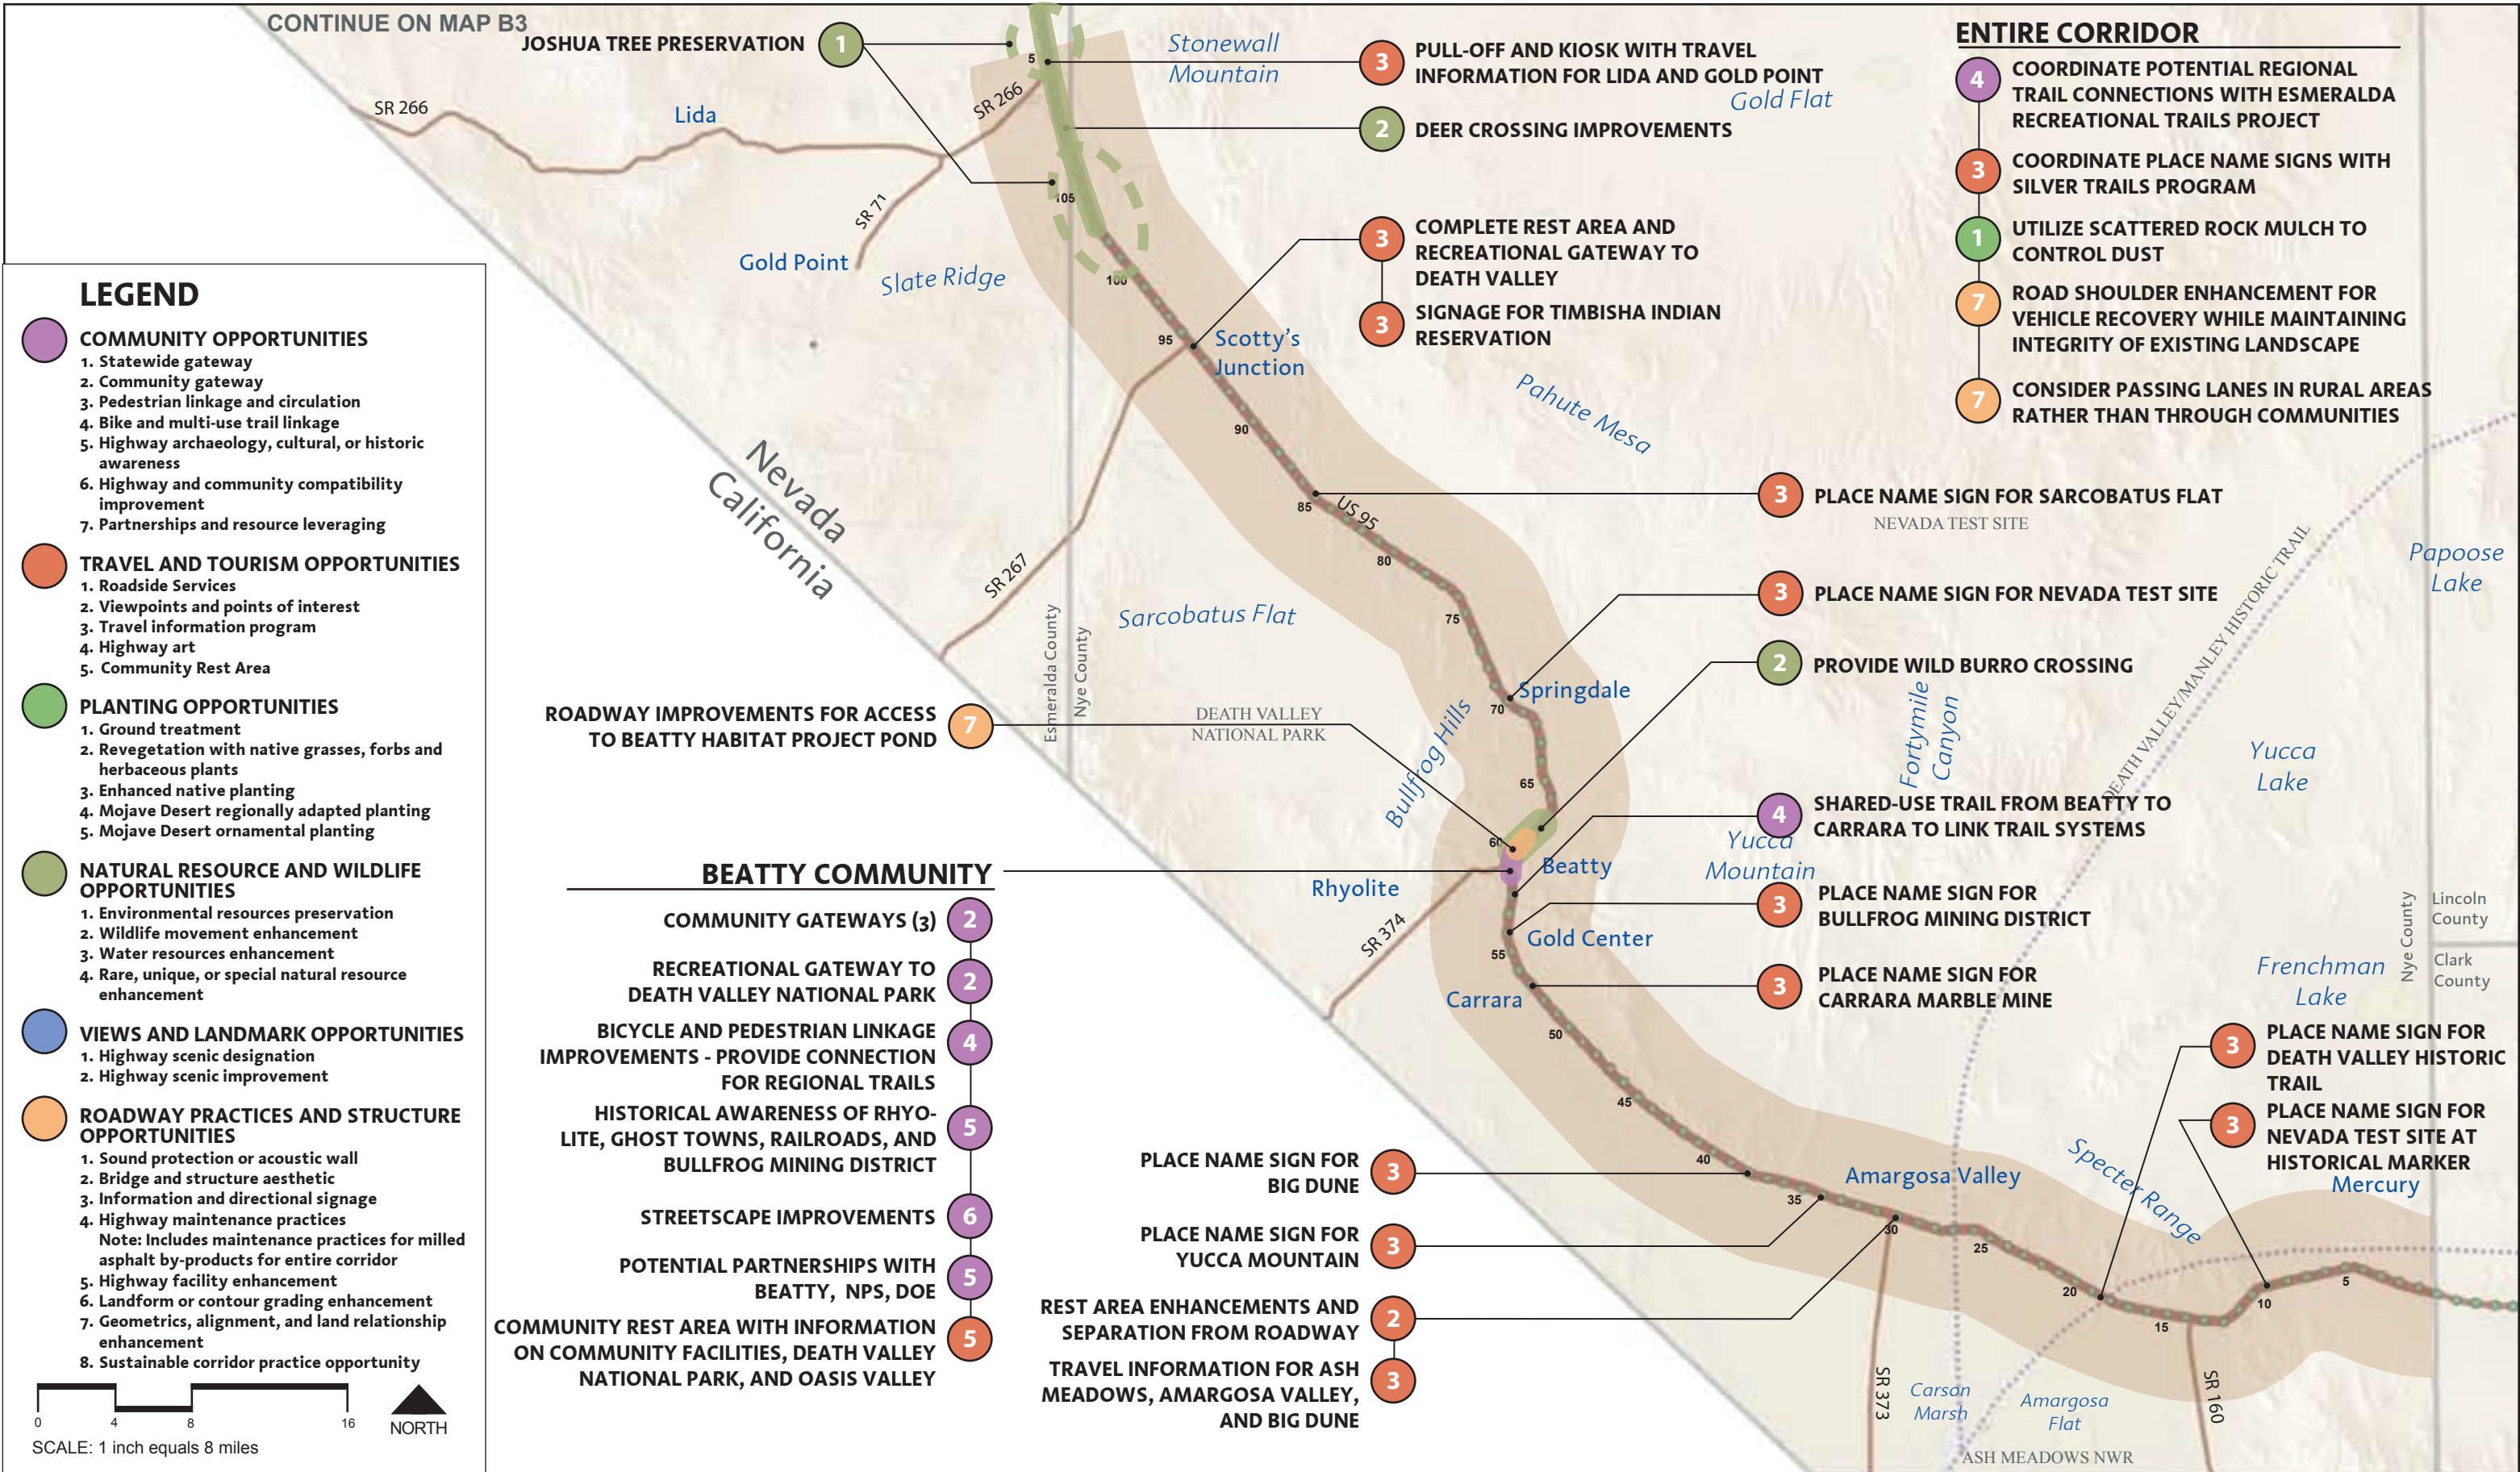 CONTINUE ON MAP B3
JOSHUA TREE PRESERVATION
1
Stonewall
Mountain
3
PULL-OFF AND KIOSK WITH TRAVEL
INFORMATION FOR LIDA AND GOLD POINT
Gold Flat
2
DEER CROSSING IMPROVEMENTS
SR 266
Lida
SR 266
5
105
SR 71
Gold Point
Slate Ridge
100
3
COMPLETE REST AREA AND
RECREATIONAL GATEWAY TO
DEATH VALLEY
3
SIGNAGE FOR TIMBISHA INDIAN
RESERVATION
95
Scotty's
Junction
ENTIRE CORRIDOR
4
COORDINATE POTENTIAL REGIONAL
TRAIL CONNECTIONS WITH ESMERALDA
RECREATIONAL TRAILS PROJECT
3
COORDINATE PLACE NAME SIGNS WITH
SILVER TRAILS PROGRAM
1
UTILIZE SCATTERED ROCK MULCH TO
CONTROL DUST
7
ROAD SHOULDER ENHANCEMENT FOR
VEHICLE RECOVERY WHILE MAINTAINING
INTEGRITY OF EXISTING LANDSCAPE
7
CONSIDER PASSING LANES IN RURAL AREAS
RATHER THAN THROUGH COMMUNITIES
LEGEND
COMMUNITY OPPORTUNITIES
1. Statewide gateway
2. Community gateway
3. Pedestrian linkage and circulation
4. Bike and multi-use trail linkage
5. Highway archaeology, cultural, or historic
awareness
6. Highway and community compatibility
improvement
7. Partnerships and resource leveraging
TRAVEL AND TOURISM OPPORTUNITIES
1. Roadside Services
2. Viewpoints and points of interest
3. Travel information program
4. Highway art
5. Community Rest Area
PLANTING OPPORTUNITIES
1. Ground treatment
2. Revegetation with native grasses, forbs and
herbaceous plants
3. Enhanced native planting
4. Mojave Desert regionally adapted planting
5. Mojave Desert ornamental planting
NATURAL RESOURCE AND WILDLIFE
OPPORTUNITIES
1. Environmental resources preservation
2. Wildlife movement enhancement
3. Water resources enhancement
4. Rare, unique, or special natural resource
enhancement
VIEWS AND LANDMARK OPPORTUNITIES
1. Highway scenic designation
2. Highway scenic improvement
ROADWAY PRACTICES AND STRUCTURE
OPPORTUNITIES
1. Sound protection or acoustic wall
2. Bridge and structure aesthetic
3. Information and directional signage
4. Highway maintenance practices
Note: Includes maintenance practices for milled
asphalt by-products for entire corridor
5. Highway facility enhancement
6. Landform or contour grading enhancement
7. Geometrics, alignment, and land relationship
enhancement
8. Sustainable corridor practice opportunity
0 4 8 16
NORTH
SCALE: 1 inch equals 8 miles
Nevada
California
SR 267
90
85
US 95
80
75
Pahute Mesa
3
PLACE NAME SIGN FOR SARCOBATUS FLAT
NEVADA TEST SITE
3
PLACE NAME SIGN FOR NEVADA TEST SITE
2
PROVIDE WILD BURRO CROSSING
DEATH VALLEY/MANLEY HISTORIC TRAIL
Papoose
Lake
Sarcobatus Flat
Esmeralda County
Nye County
Springdale
70
ROADWAY IMPROVEMENTS FOR ACCESS
TO BEATTY HABITAT PROJECT POND
7
DEATH VALLEY
NATIONAL PARK
Bullfrog Hills
65
Fortymile
Canyon
Yucca
Lake
4
SHARED-USE TRAIL FROM BEATTY TO
CARRARA TO LINK TRAIL SYSTEMS
Yucca
Mountain
60
Beatty
Rhyolite
SR 374
3
PLACE NAME SIGN FOR
BULLFROG MINING DISTRICT
Gold Center
55
3
PLACE NAME SIGN FOR
CARRARA MARBLE MINE
Carrara
50
45
40
Nye County
Lincoln
County
Clark
County
Frenchman
Lake
BEATTY COMMUNITY
COMMUNITY GATEWAYS (3)
2
RECREATIONAL GATEWAY TO
DEATH VALLEY NATIONAL PARK
2
BICYCLE AND PEDESTRIAN LINKAGE
IMPROVEMENTS - PROVIDE CONNECTION
FOR REGIONAL TRAILS
4
HISTORICAL AWARENESS OF RHYO-
LITE, GHOST TOWNS, RAILROADS, AND
BULLFROG MINING DISTRICT
5
STREETSCAPE IMPROVEMENTS
6
POTENTIAL PARTNERSHIPS WITH
BEATTY, NPS, DOE
5
COMMUNITY REST AREA WITH INFORMATION
ON COMMUNITY FACILITIES, DEATH VALLEY
NATIONAL PARK, AND OASIS VALLEY
5
PLACE NAME SIGN FOR
BIG DUNE
3
PLACE NAME SIGN FOR
YUCCA MOUNTAIN
3
REST AREA ENHANCEMENTS AND
SEPARATION FROM ROADWAY
2
TRAVEL INFORMATION FOR ASH
MEADOWS, AMARGOSA VALLEY,
AND BIG DUNE
3
35
Amargosa Valley
30
25
Specter Range
3
PLACE NAME SIGN FOR
DEATH VALLEY HISTORIC
TRAIL
3
PLACE NAME SIGN FOR
NEVADA TEST SITE AT
HISTORICAL MARKER
Mercury
20
15
10
5
SR 373
Carson
Marsh
Amargosa
Flat
SR 160
ASH MEADOWS NWR